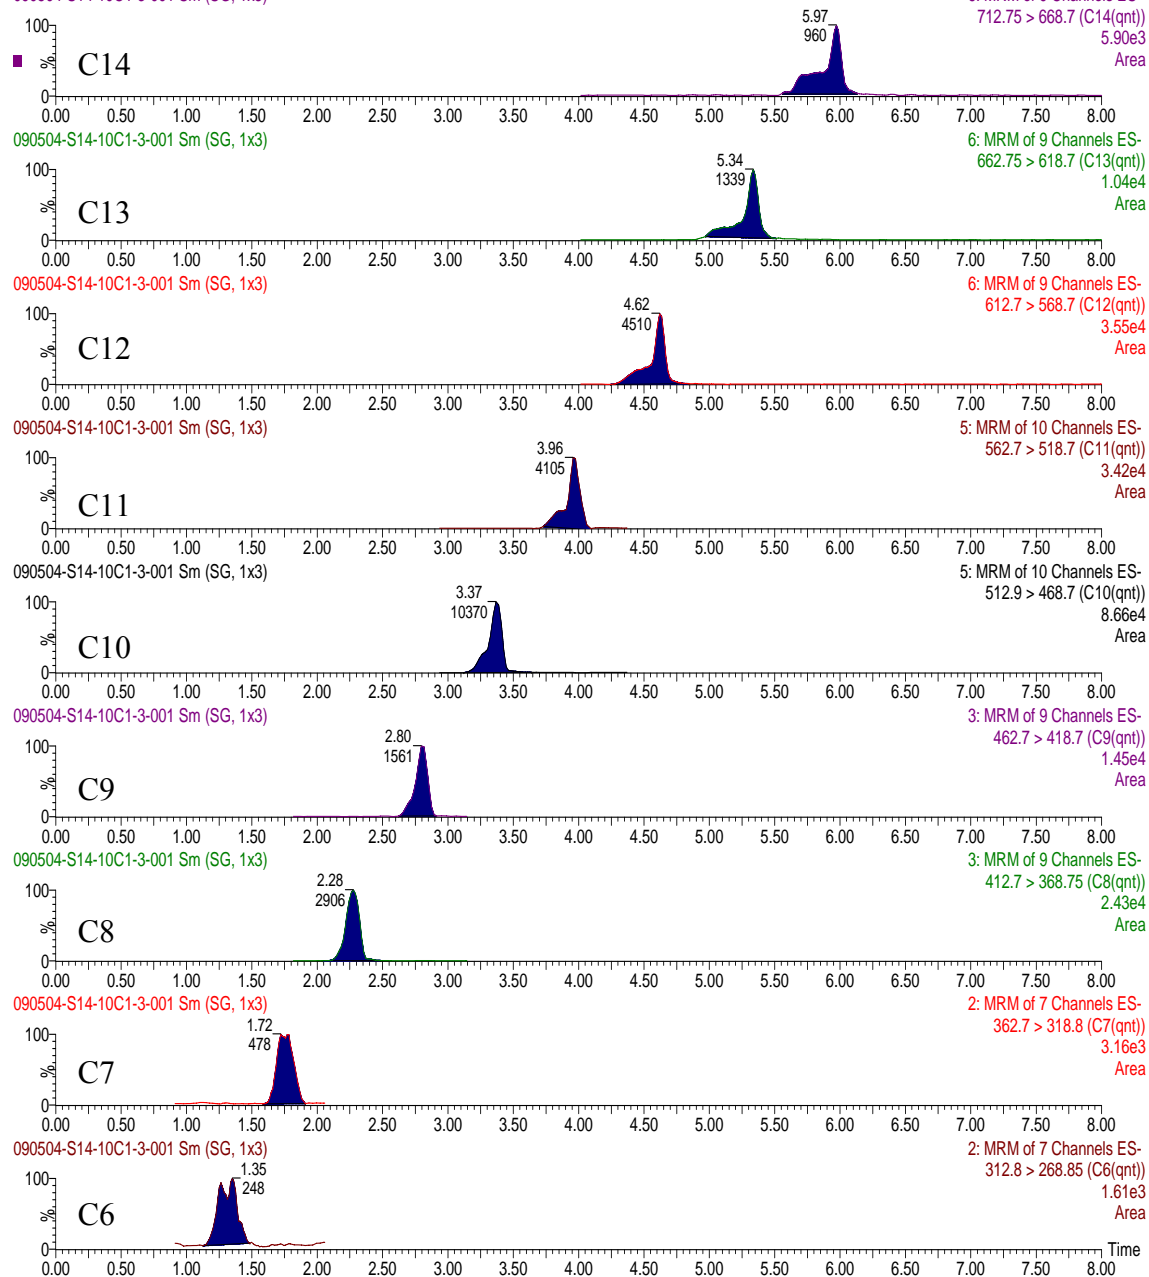 712.75 > 668.7 (C14(qnt))
5.90e3
Area
5.97
960
100
%
0
C14
0.00 0.50 1.00 1.50 2.00 2.50 3.00 3.50 4.00 4.50 5.00 5.50 6.00 6.50 7.00 7.50 8.00
090504-S14-10C1-3-001 Sm (SG, 1x3)
6: MRM of 9 Channels ES-
662.75 > 618.7 (C13(qnt))
1.04e4
Area
5.34
1339
100
%
0
C13
0.00 0.50 1.00 1.50 2.00 2.50 3.00 3.50 4.00 4.50 5.00 5.50 6.00 6.50 7.00 7.50 8.00
090504-S14-10C1-3-001 Sm (SG, 1x3)
6: MRM of 9 Channels ES-
612.7 > 568.7 (C12(qnt))
3.55e4
Area
4.62
4510
100
%
0
C12
0.00 0.50 1.00 1.50 2.00 2.50 3.00 3.50 4.00 4.50 5.00 5.50 6.00 6.50 7.00 7.50 8.00
090504-S14-10C1-3-001 Sm (SG, 1x3)
5: MRM of 10 Channels ES-
562.7 > 518.7 (C11(qnt))
3.42e4
Area
3.96
4105
100
%
0
C11
0.00 0.50 1.00 1.50 2.00 2.50 3.00 3.50 4.00 4.50 5.00 5.50 6.00 6.50 7.00 7.50 8.00
090504-S14-10C1-3-001 Sm (SG, 1x3)
5: MRM of 10 Channels ES-
512.9 > 468.7 (C10(qnt))
8.66e4
Area
3.37
10370
100
%
0
C10
0.00 0.50 1.00 1.50 2.00 2.50 3.00 3.50 4.00 4.50 5.00 5.50 6.00 6.50 7.00 7.50 8.00
090504-S14-10C1-3-001 Sm (SG, 1x3)
3: MRM of 9 Channels ES-
462.7 > 418.7 (C9(qnt))
1.45e4
Area
2.80
1561
100
%
0
C9
0.00 0.50 1.00 1.50 2.00 2.50 3.00 3.50 4.00 4.50 5.00 5.50 6.00 6.50 7.00 7.50 8.00
090504-S14-10C1-3-001 Sm (SG, 1x3)
3: MRM of 9 Channels ES-
412.7 > 368.75 (C8(qnt))
2.43e4
Area
2.28
2906
100
%
0
C8
0.00 0.50 1.00 1.50 2.00 2.50 3.00 3.50 4.00 4.50 5.00 5.50 6.00 6.50 7.00 7.50 8.00
090504-S14-10C1-3-001 Sm (SG, 1x3)
2: MRM of 7 Channels ES-
362.7 > 318.8 (C7(qnt))
3.16e3
Area
1.72
478
100
%
0
C7
0.00 0.50 1.00 1.50 2.00 2.50 3.00 3.50 4.00 4.50 5.00 5.50 6.00 6.50 7.00 7.50 8.00
090504-S14-10C1-3-001 Sm (SG, 1x3)
2: MRM of 7 Channels ES-
312.8 > 268.85 (C6(qnt))
1.61e3
Area
1.35
248
100
%
0
C6
Time
0.00 0.50 1.00 1.50 2.00 2.50 3.00 3.50 4.00 4.50 5.00 5.50 6.00 6.50 7.00 7.50 8.00